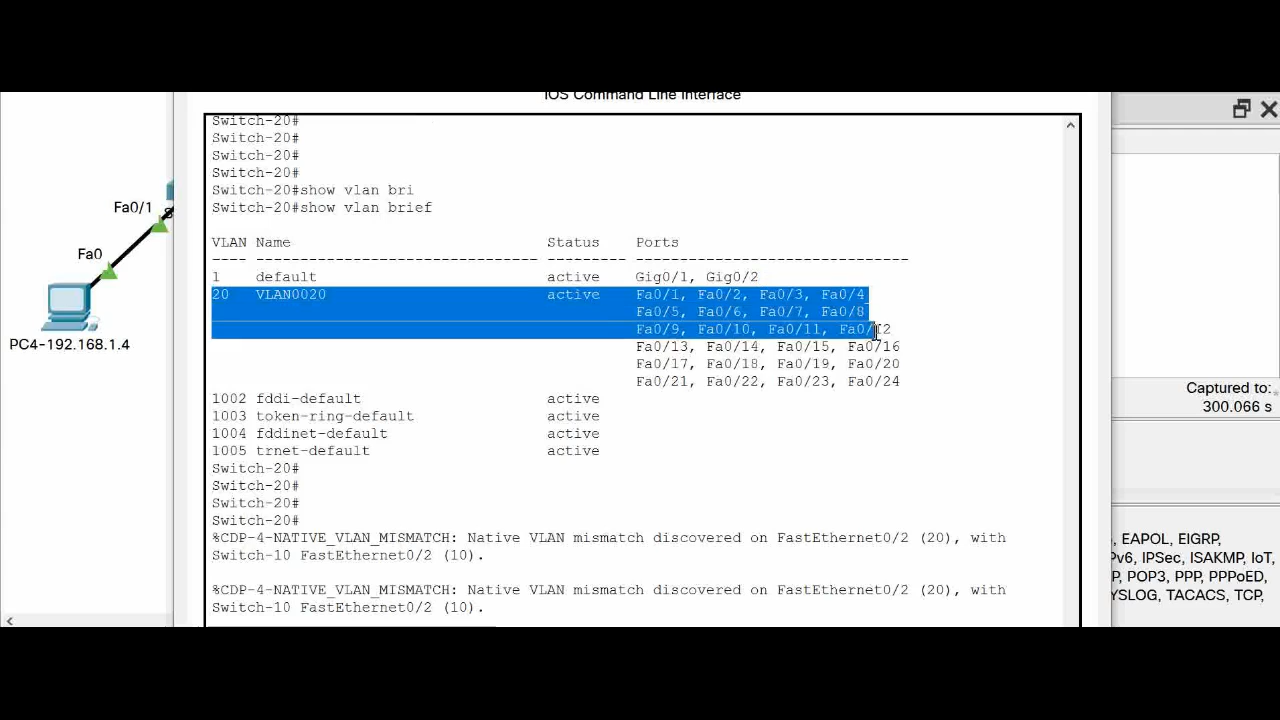 IOS Command Line Interface
Switch-20#
Switch-20#
Switch-20#
Switch-20#
Switch-20#show vlan bri
Switch-20#show vlan brief
VLAN Name Status Ports
---- -------------------------------- --------- -------------------------------
1 default active Gig0/1, Gig0/2
20 VLAN0020 active Fa0/1, Fa0/2, Fa0/3, Fa0/4
Fa0/5, Fa0/6, Fa0/7, Fa0/8
Fa0/9, Fa0/10, Fa0/11, Fa0/12
Fa0/13, Fa0/14, Fa0/15, Fa0/16
Fa0/17, Fa0/18, Fa0/19, Fa0/20
Fa0/21, Fa0/22, Fa0/23, Fa0/24
1002 fddi-default active
1003 token-ring-default active
1004 fddinet-default active
1005 trnet-default active
Switch-20#
Switch-20#
Switch-20#
Switch-20#
%CDP-4-NATIVE_VLAN_MISMATCH: Native VLAN mismatch discovered on FastEthernet0/2 (20), with
Switch-10 FastEthernet0/2 (10).
%CDP-4-NATIVE_VLAN_MISMATCH: Native VLAN mismatch discovered on FastEthernet0/2 (20), with
Switch-10 FastEthernet0/2 (10).
Fa0/1
Fa0
PC4-192.168.1.4
Captured to:
300.066 s
, EAPOL, EIGRP,
Pv6, IPSec, ISAKMP, IoT,
P, POP3, PPP, PPPoED,
YSLOG, TACACS, TCP,